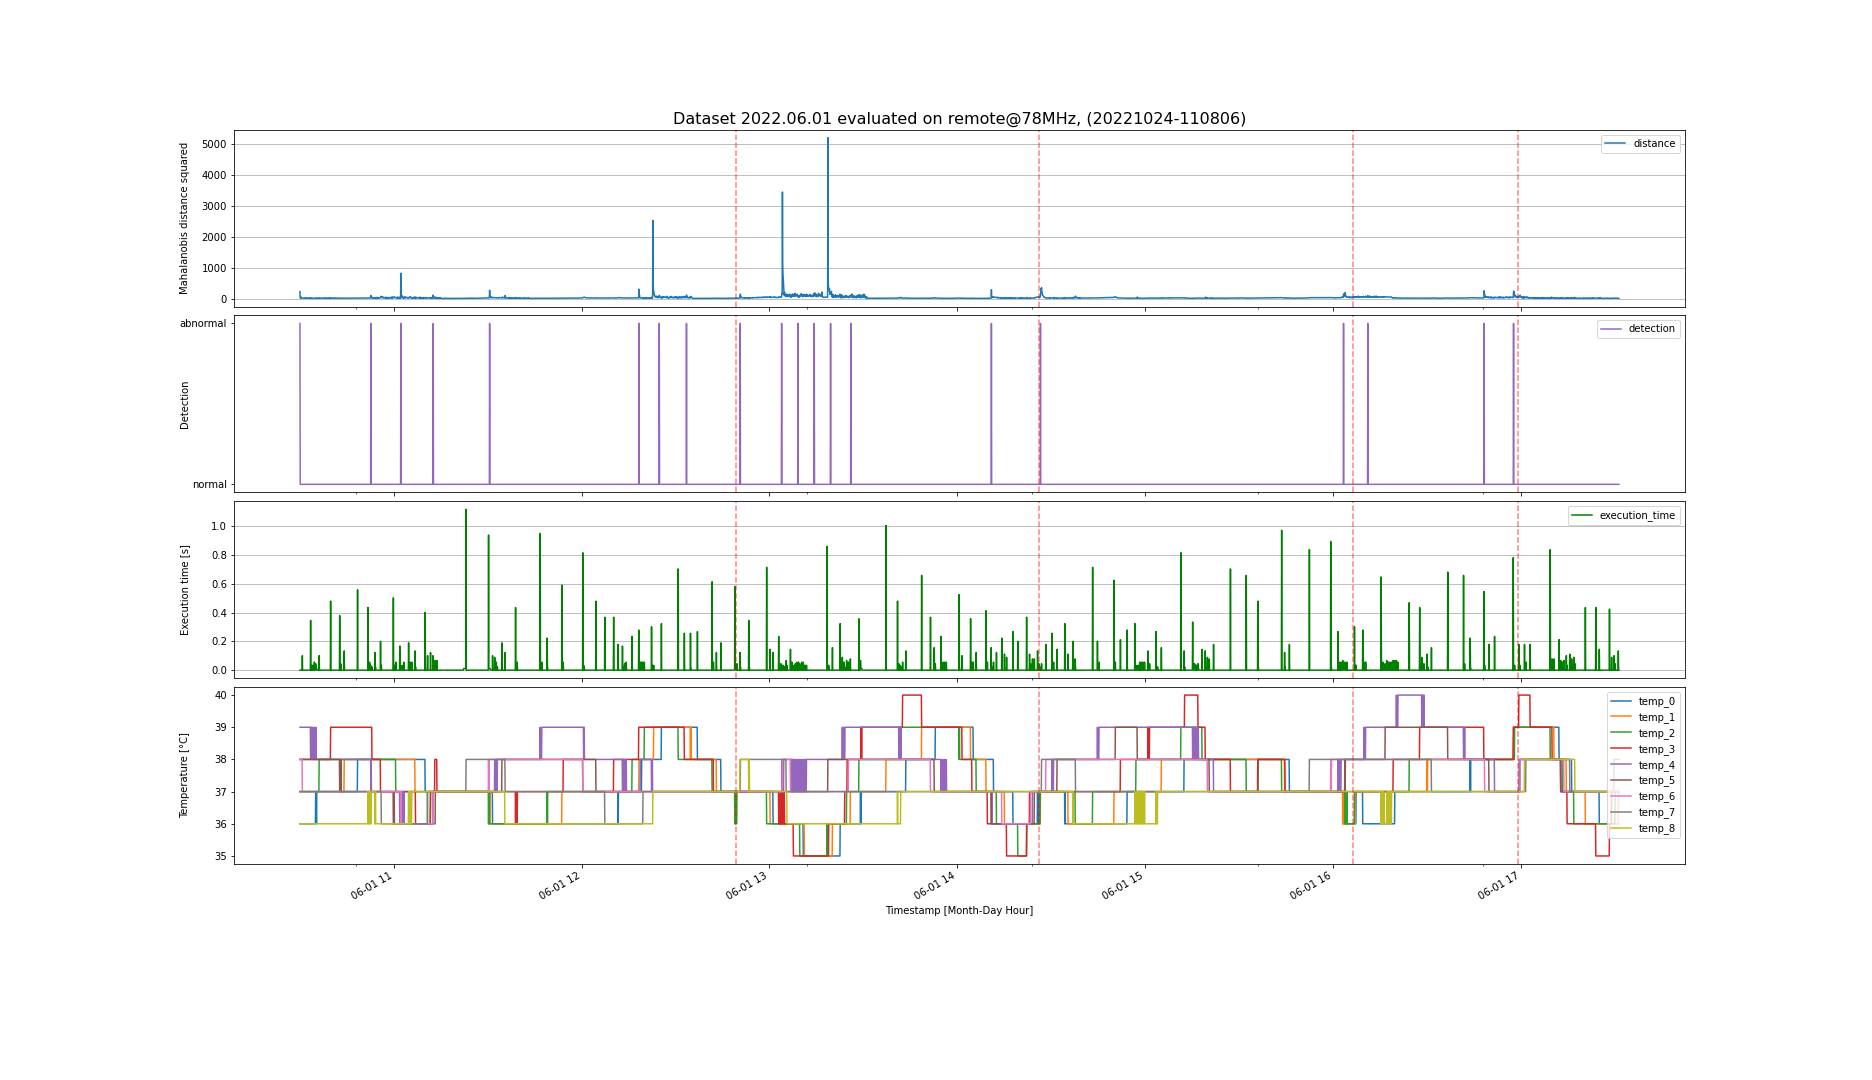 Dataset 2022.06.01 evaluated on remote@78MHz, (20221024-110806)
Mahalanobis distance squared
5000
4000
3000
2000
1000
0
distance
Detection
abnormal
normal
detection
Execution time [s]
1.0
0.8
0.6
0.4
0.2
0.0
execution_time
Temperature [°C]
40
39
38
37
36
35
temp_0
temp_1
temp_2
temp_3
temp_4
temp_5
temp_6
temp_7
temp_8
06-01 11
06-01 12
06-01 13
06-01 14
06-01 15
06-01 16
06-01 17
Timestamp [Month-Day Hour]